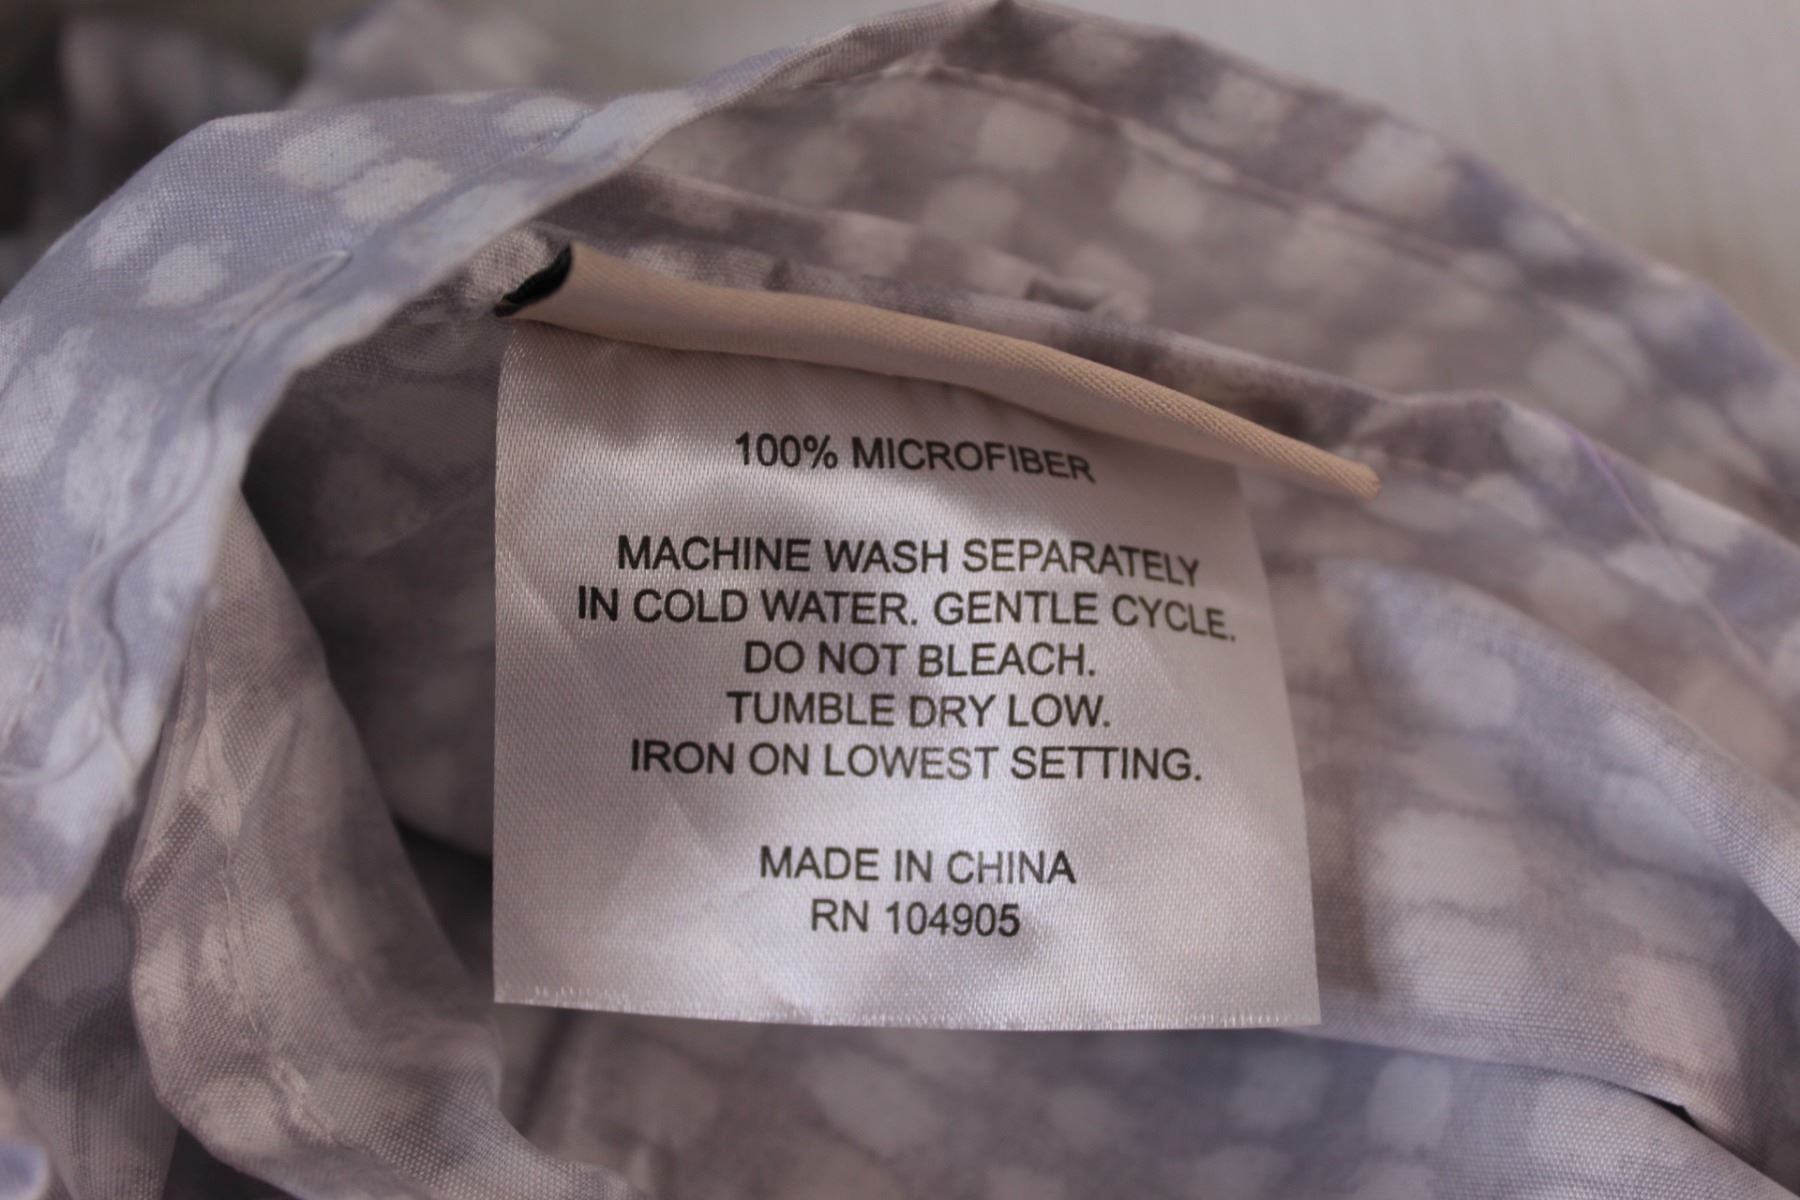 100% MICROFIBER
MACHINE WASH SEPARATELY
IN COLD WATER. GENTLE CYCLE.
DO NOT BLEACH.
TUMBLE DRY LOW.
IRON ON LOWEST SETTING.
MADE IN CHINA
RN 104905